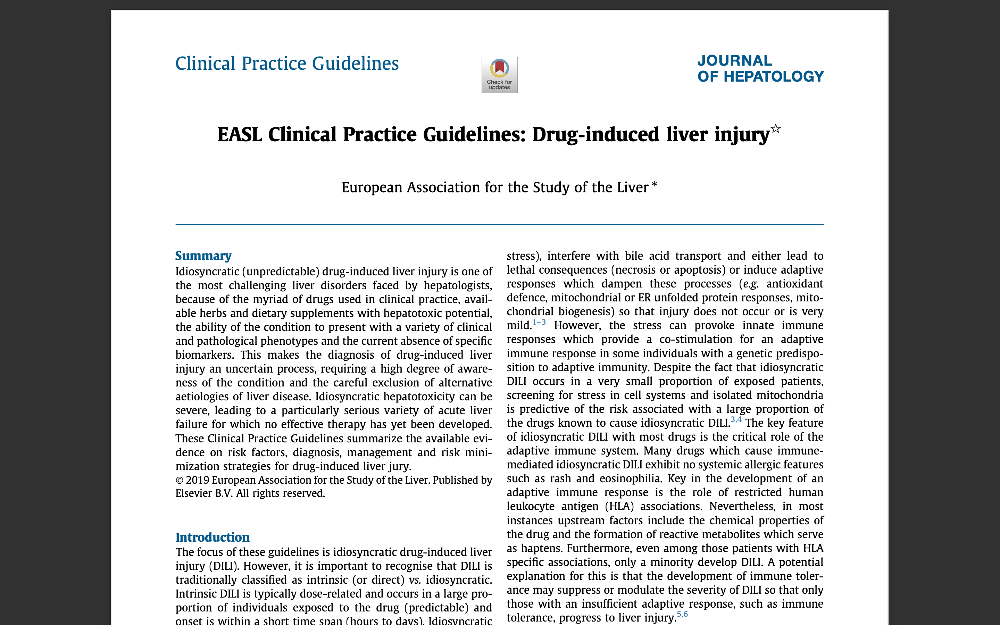 Clinical Practice Guidelines
Check for
updates
JOURNAL
OF HEPATOLOGY
EASL Clinical Practice Guidelines: Drug-induced liver injury☆
European Association for the Study of the Liver*
Summary
Idiosyncratic (unpredictable) drug-induced liver injury is one of
the most challenging liver disorders faced by hepatologists,
because of the myriad of drugs used in clinical practice, avail-
able herbs and dietary supplements with hepatotoxic potential,
the ability of the condition to present with a variety of clinical
and pathological phenotypes and the current absence of specific
biomarkers. This makes the diagnosis of drug-induced liver
injury an uncertain process, requiring a high degree of aware-
ness of the condition and the careful exclusion of alternative
aetiologies of liver disease. Idiosyncratic hepatotoxicity can be
severe, leading to a particularly serious variety of acute liver
failure for which no effective therapy has yet been developed.
These Clinical Practice Guidelines summarize the available evi-
dence on risk factors, diagnosis, management and risk mini-
mization strategies for drug-induced liver jury.
© 2019 European Association for the Study of the Liver. Published by
Elsevier B.V. All rights reserved.
Introduction
The focus of these guidelines is idiosyncratic drug-induced liver
injury (DILI). However, it is important to recognise that DILI is
traditionally classified as intrinsic (or direct) vs. idiosyncratic.
Intrinsic DILI is typically dose-related and occurs in a large pro-
portion of individuals exposed to the drug (predictable) and
onset is within a short time span (hours to days). Idiosyncratic
stress), interfere with bile acid transport and either lead to
lethal consequences (necrosis or apoptosis) or induce adaptive
responses which dampen these processes (e.g. antioxidant
defence, mitochondrial or ER unfolded protein responses, mito-
chondrial biogenesis) so that injury does not occur or is very
mild.1–3 However, the stress can provoke innate immune
responses which provide a co-stimulation for an adaptive
immune response in some individuals with a genetic predispo-
sition to adaptive immunity. Despite the fact that idiosyncratic
DILI occurs in a very small proportion of exposed patients,
screening for stress in cell systems and isolated mitochondria
is predictive of the risk associated with a large proportion of
the drugs known to cause idiosyncratic DILI.3,4 The key feature
of idiosyncratic DILI with most drugs is the critical role of the
adaptive immune system. Many drugs which cause immune-
mediated idiosyncratic DILI exhibit no systemic allergic features
such as rash and eosinophilia. Key in the development of an
adaptive immune response is the role of restricted human
leukocyte antigen (HLA) associations. Nevertheless, in most
instances upstream factors include the chemical properties of
the drug and the formation of reactive metabolites which serve
as haptens. Furthermore, even among those patients with HLA
specific associations, only a minority develop DILI. A potential
explanation for this is that the development of immune toler-
ance may suppress or modulate the severity of DILI so that only
those with an insufficient adaptive response, such as immune
tolerance, progress to liver injury.5,6